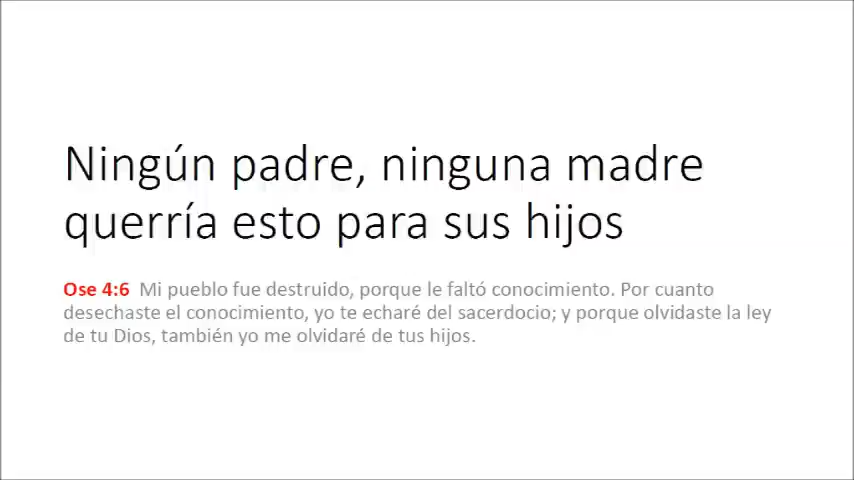 Ningún padre, ninguna madre
querría esto para sus hijos
Ose 4:6 Mi pueblo fue destruido, porque le faltó conocimiento. Por cuanto
desechaste el conocimiento, yo te echaré del sacerdocio; y porque olvidaste la ley
de tu Dios, también yo me olvidaré de tus hijos.